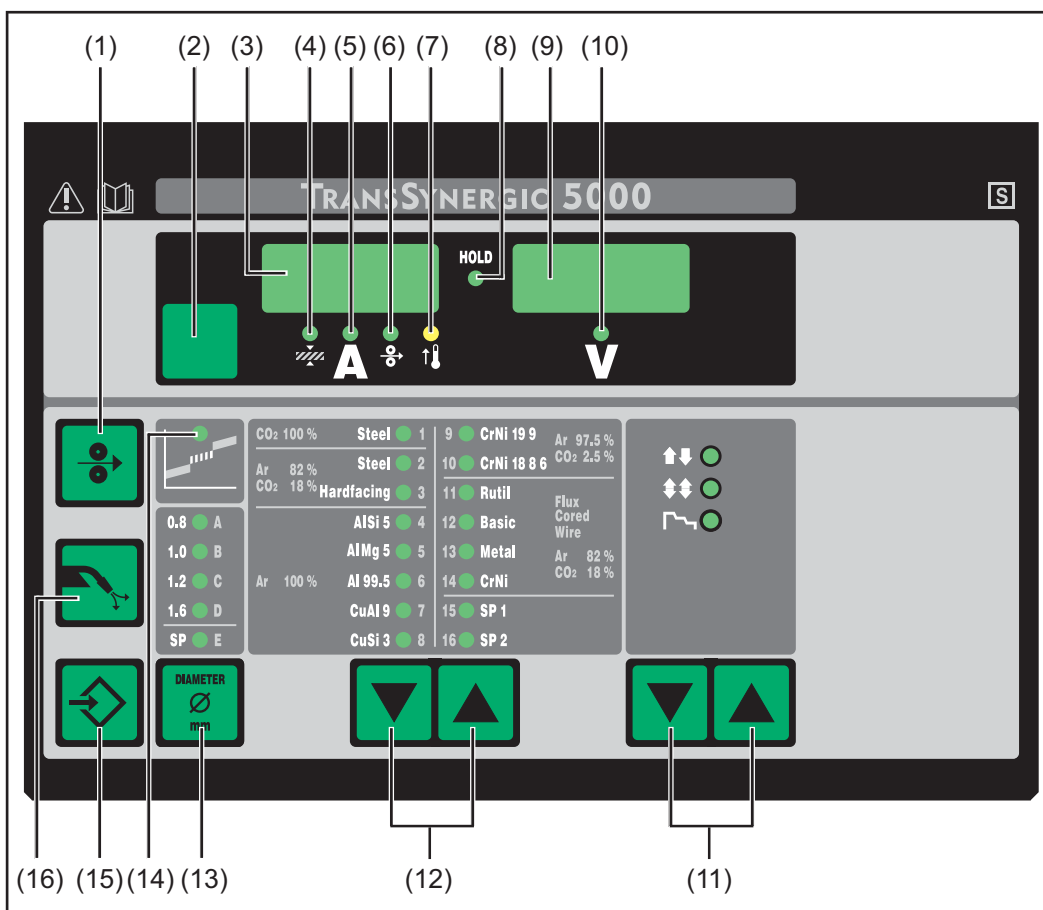 (1) (2) (3) (4) (5) (6) (7) (8) (9) (10)
TRANSSYNERGIC 5000
S
HOLD
A
V
CO2 100 % Steel 1 9 CrNi 19 9 Ar 97.5 %
Steel 2 10 CrNi 18 8 6 CO2 2.5 %
Ar 82 %
CO2 18 % Hardfacing 3 11 Rutil
Flux
Cored
Wire
0.8 A AlSi 5 4 12 Basic
1.0 B AlMg 5 5 13 Metal Ar 82 %
1.2 C Ar 100 % Al 99.5 6 14 CrNi CO2 18 %
1.6 D CuAl 9 7 15 SP 1
SP E CuSi 3 8 16 SP 2
DIAMETER
Ø
mm
(16) (15) (14) (13) (12) (11)